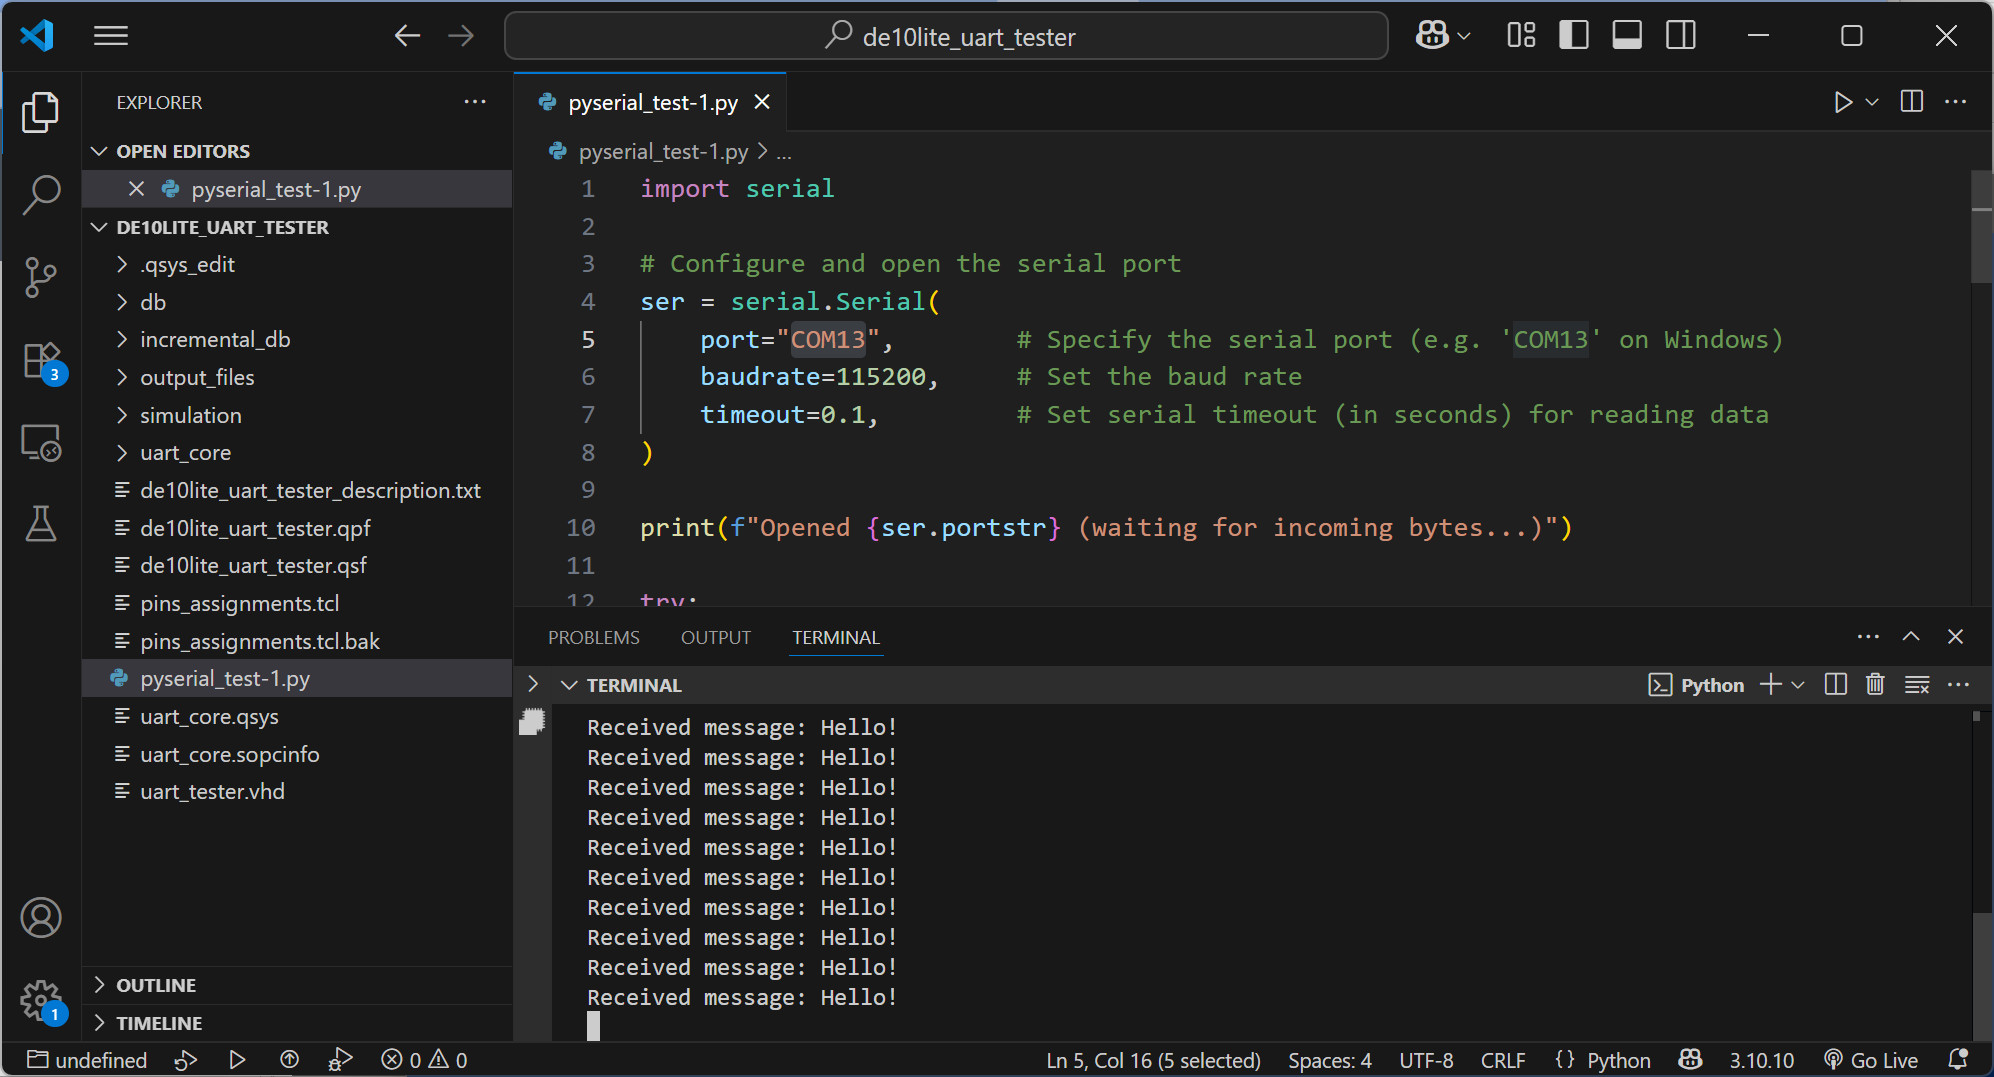 de10lite_uart_tester
EXPLORER
OPEN EDITORS
pyserial_test-1.py
DE10LITE_UART_TESTER
.qsys_edit
db
incremental_db
output_files
simulation
uart_core
de10lite_uart_tester_description.txt
de10lite_uart_tester.qpf
de10lite_uart_tester.qsf
pins_assignments.tcl
pins_assignments.tcl.bak
pyserial_test-1.py
uart_core.qsys
uart_core.sopcinfo
uart_tester.vhd
OUTLINE
TIMELINE
3
1
pyserial_test-1.py
pyserial_test-1.py > ...
1 import serial
2
3 # Configure and open the serial port
4 ser = serial.Serial(
5     port="COM13",        # Specify the serial port (e.g. 'COM13' on Windows)
6     baudrate=115200,     # Set the baud rate
7     timeout=0.1,         # Set serial timeout (in seconds) for reading data
8 )
9
10 print(f"Opened {ser.portstr} (waiting for incoming bytes...)")
11
12 try:
PROBLEMS OUTPUT TERMINAL
TERMINAL Python
Received message: Hello!
Received message: Hello!
Received message: Hello!
Received message: Hello!
Received message: Hello!
Received message: Hello!
Received message: Hello!
Received message: Hello!
Received message: Hello!
Received message: Hello!
undefined 0 0 Ln 5, Col 16 (5 selected) Spaces: 4 UTF-8 CRLF {} Python 3.10.10 Go Live